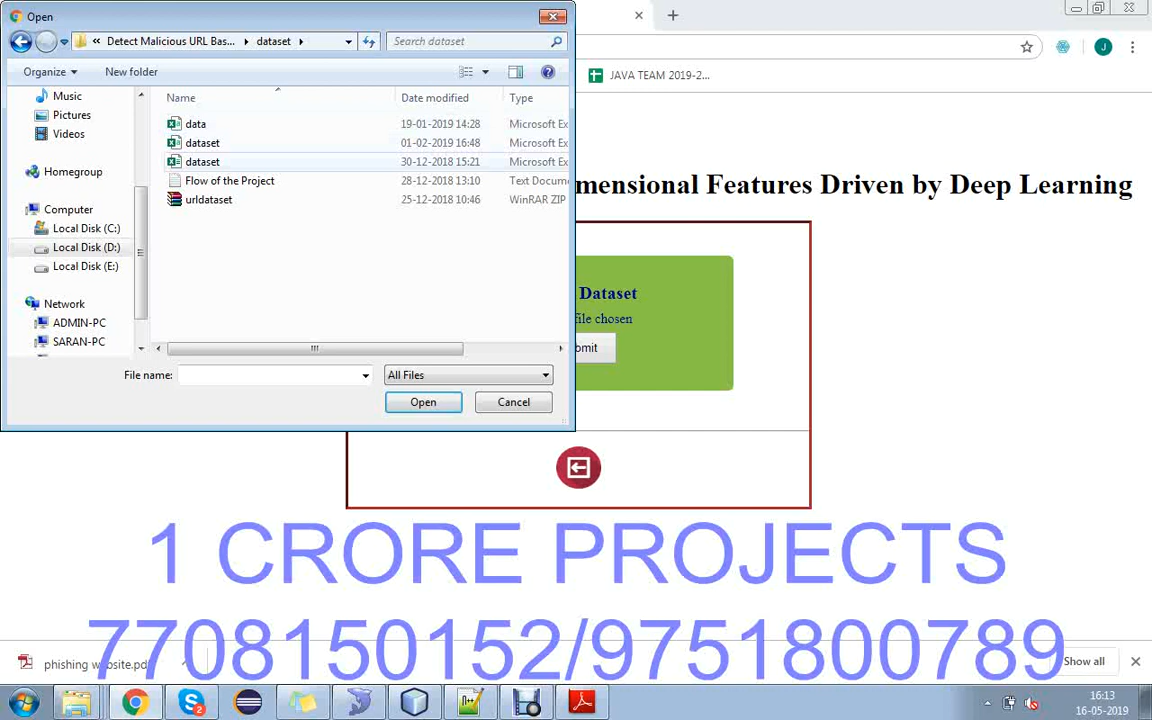 Open
Detect Malicious URL Bas...
dataset
Search dataset
JAVA TEAM 2019-2...
Organize
New folder
Name
Date modified
Type
Music
Pictures
Videos
Homegroup
Computer
Local Disk (C:)
Local Disk (D:)
Local Disk (E:)
Network
ADMIN-PC
SARAN-PC
data 19-01-2019 14:28 Microsoft Ex
dataset 01-02-2019 16:48 Microsoft Ex
dataset 30-12-2018 15:21 Microsoft Ex
Flow of the Project 28-12-2018 13:10 Text Docume
urldataset 25-12-2018 10:46 WinRAR ZIP
File name:
All Files
Open
Cancel
mensional Features Driven by Deep Learning
Dataset
file chosen
bmit
1 CRORE PROJECTS
7708150152/9751800789
phishing website.pdf
Show all
J
2
16:13
16-05-2019